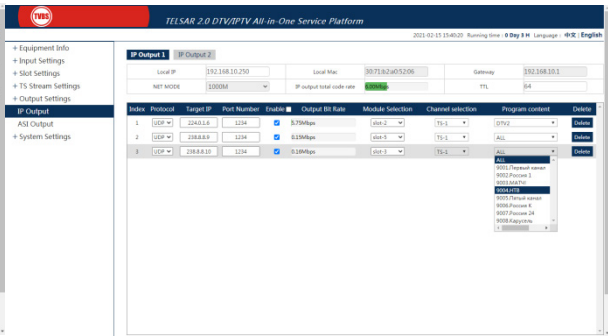 TVBS
TELSAR 2.0 DTV/IPTV All-in-One Service Platform
2021-02-15 15:49:20 Running time : 0 Day 3 H Language : 中文 | English
+ Equipment Info
+ Input Settings
+ Slot Settings
+ TS Stream Settings
+ Output Settings
IP Output
ASI Output
+ System Settings
IP Output 1 IP Output 2
Local IP 192.168.10.250 Local Mac 30:71:b2:a0:52:06 Gateway 192.168.10.1
NET MODE 1000M IP output total code rate TTL 64
Index Protocol Target IP Port Number Enable Output Bit Rate Module Selection Channel selection Program content Delete
1 UDP 224.0.1.6 1234 5.75Mbps slot-2 TS-1 DTV2 Delete
2 UDP 238.8.8.9 1234 0.15Mbps slot-5 TS-1 ALL Delete
3 UDP 238.8.8.10 1234 0.16Mbps slot-3 TS-1 ALL Delete
ALL
9001.Первый канал
9002.Россия 1
9003.МАТЧ!
9004.НТВ
9005.Пятый канал
9006.Россия К
9007.Россия 24
9008.Карусель